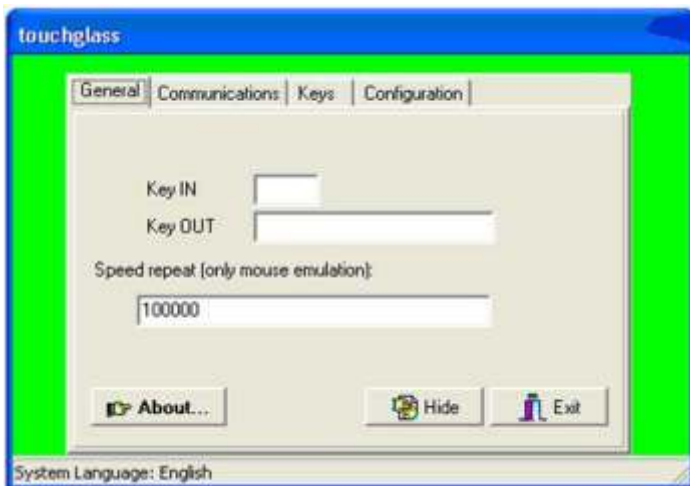 touchglass
General Communications Keys Configuration
Key IN
Key OUT
Speed repeat (only mouse emulation):
100000
About... Hide Exit
System Language: English